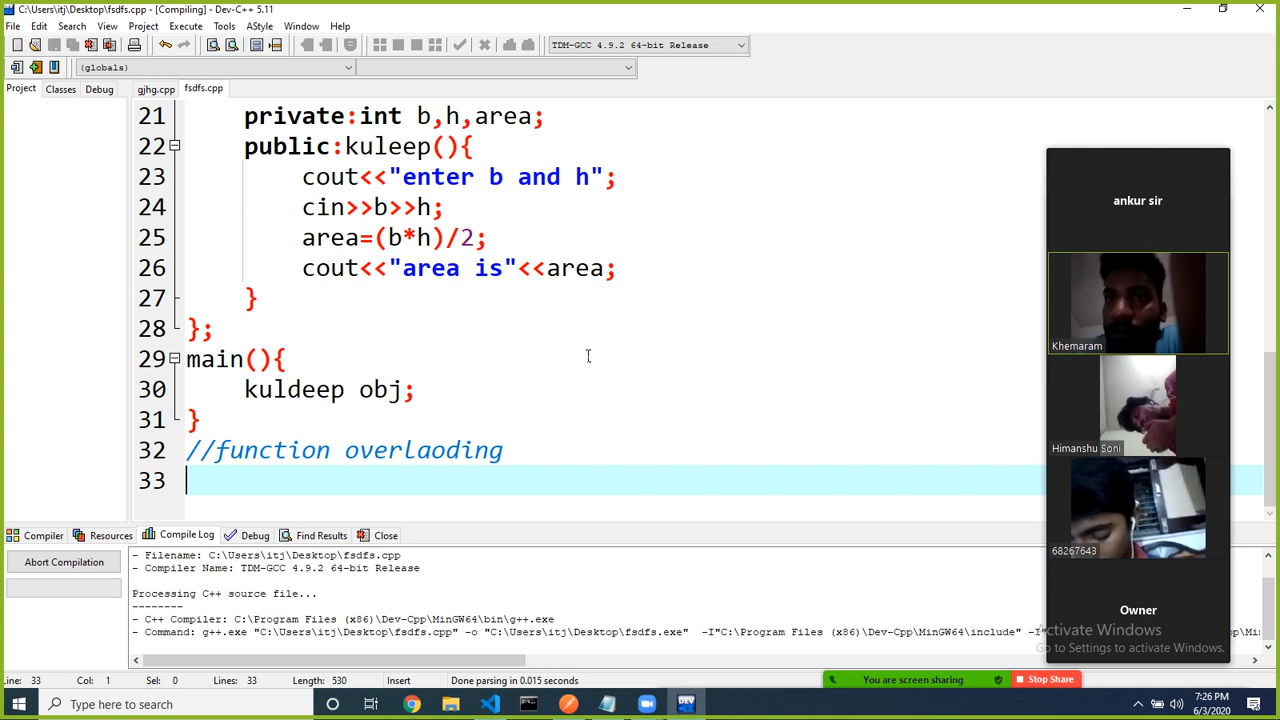 C:\Users\itj\Desktop\fsdfs.cpp - [Compiling] - Dev-C++ 5.11
File Edit Search View Project Execute Tools AStyle Window Help
TDM-GCC 4.9.2 64-bit Release
(globals)
Project Classes Debug gjhg.cpp fsdfs.cpp
21 private:int b,h,area;
22 public:kuleep(){
23 cout<<"enter b and h";
24 cin>>b>>h;
25 area=(b*h)/2;
26 cout<<"area is"<<area;
27 }
28 };
29 main(){
30 kuldeep obj;
31 }
32 //function overlaoding
33
ankur sir
Khemaram
Himanshu Soni
68267643
Owner
Compiler Resources Compile Log Debug Find Results Close
Abort Compilation
- Filename: C:\Users\itj\Desktop\fsdfs.cpp
- Compiler Name: TDM-GCC 4.9.2 64-bit Release
Processing C++ source file...
--------
- C++ Compiler: C:\Program Files (x86)\Dev-Cpp\MinGW64\bin\g++.exe
- Command: g++.exe "C:\Users\itj\Desktop\fsdfs.cpp" -o "C:\Users\itj\Desktop\fsdfs.exe" -I"C:\Program Files (x86)\Dev-Cpp\MinGW64\include"
Activate Windows
Go to Settings to activate Windows.
Line: 33 Col: 1 Sel: 0 Lines: 33 Length: 530 Insert Done parsing in 0.015 seconds
You are screen sharing Stop Share
Type here to search
DEV
7:26 PM
6/3/2020